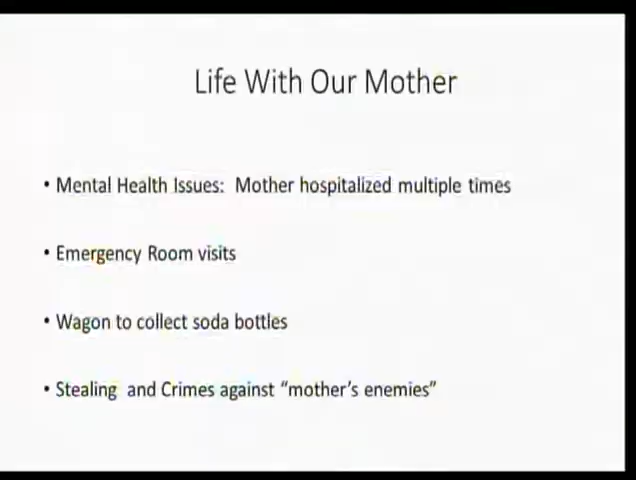 Life With Our Mother
• Mental Health Issues:  Mother hospitalized multiple times
• Emergency Room visits
• Wagon to collect soda bottles
• Stealing  and Crimes against “mother’s enemies”